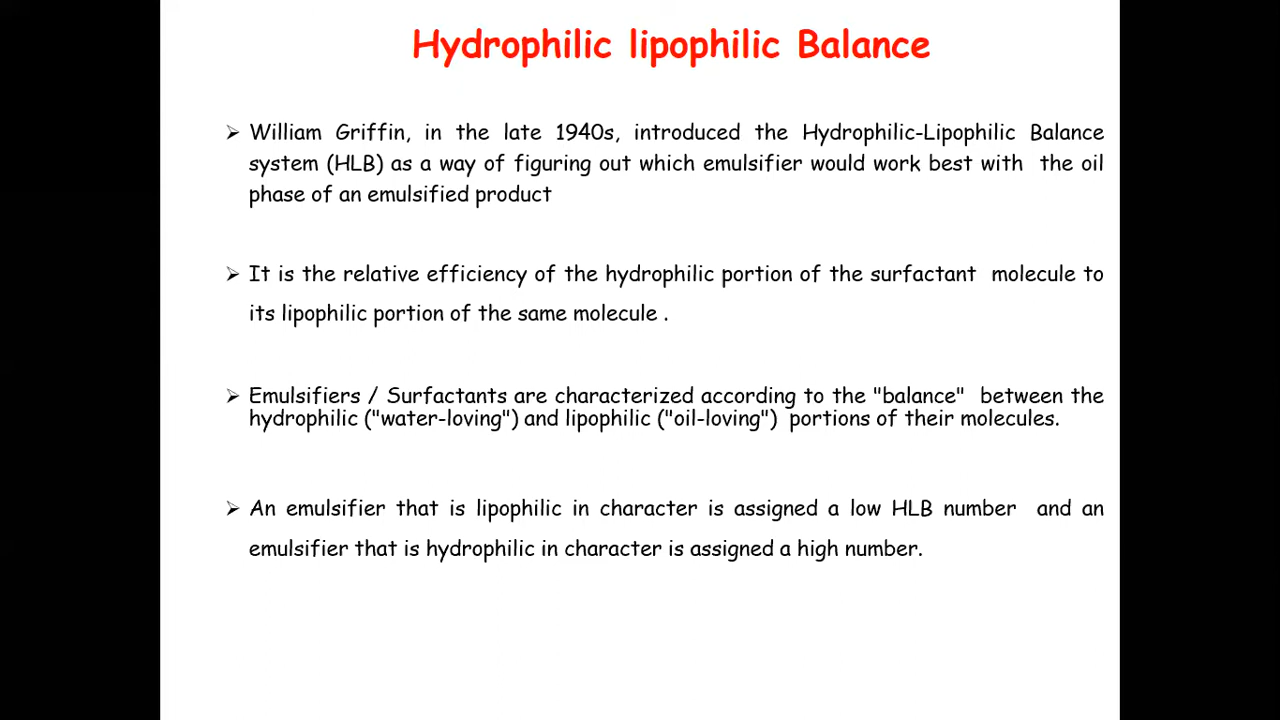 Hydrophilic lipophilic Balance
➢ William Griffin, in the late 1940s, introduced the Hydrophilic-Lipophilic Balance
system (HLB) as a way of figuring out which emulsifier would work best with the oil
phase of an emulsified product
➢ It is the relative efficiency of the hydrophilic portion of the surfactant molecule to
its lipophilic portion of the same molecule .
➢ Emulsifiers / Surfactants are characterized according to the "balance" between the
hydrophilic ("water-loving") and lipophilic ("oil-loving") portions of their molecules.
➢ An emulsifier that is lipophilic in character is assigned a low HLB number and an
emulsifier that is hydrophilic in character is assigned a high number.